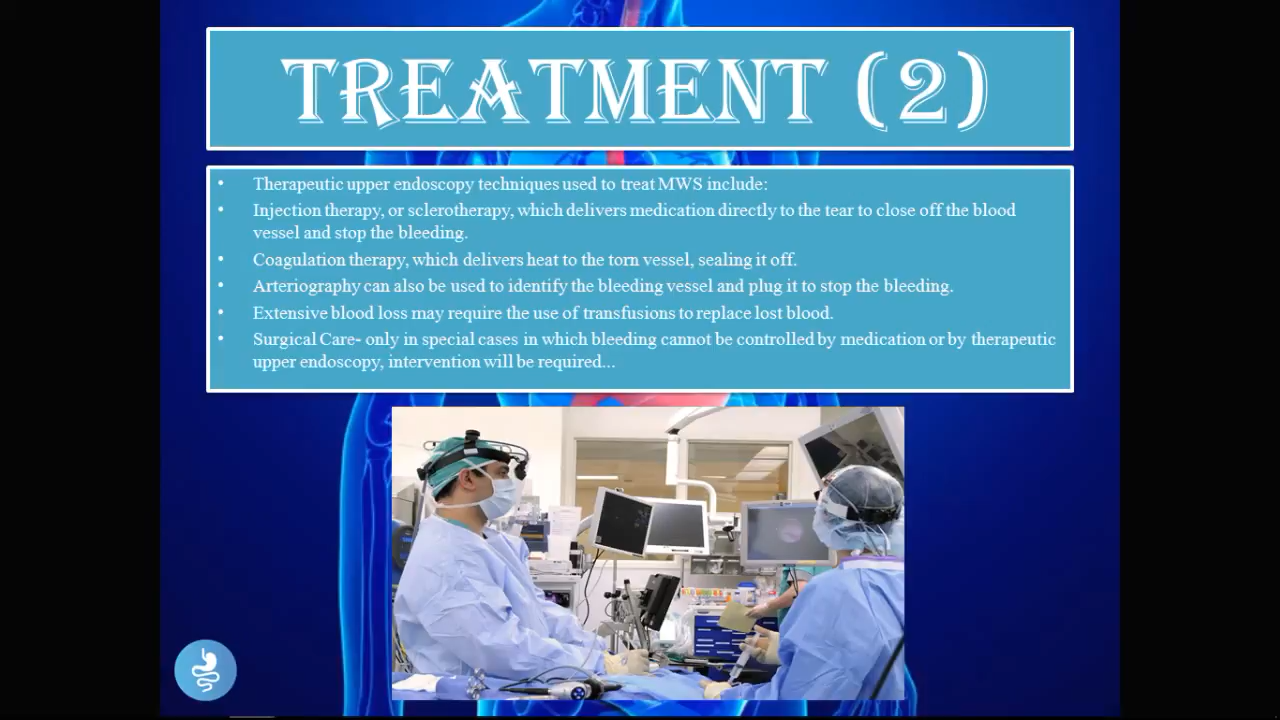 TREATMENT (2)
• Therapeutic upper endoscopy techniques used to treat MWS include:
• Injection therapy, or sclerotherapy, which delivers medication directly to the tear to close off the blood
vessel and stop the bleeding.
• Coagulation therapy, which delivers heat to the torn vessel, sealing it off.
• Arteriography can also be used to identify the bleeding vessel and plug it to stop the bleeding.
• Extensive blood loss may require the use of transfusions to replace lost blood.
• Surgical Care- only in special cases in which bleeding cannot be controlled by medication or by therapeutic
upper endoscopy, intervention will be required...